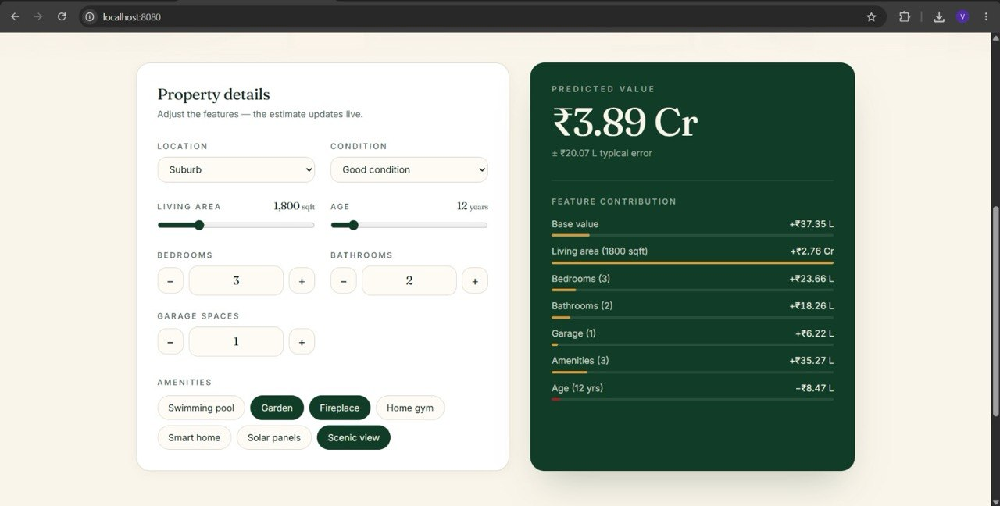 localhost:8080
V
Property details
Adjust the features — the estimate updates live.
LOCATION
Suburb
CONDITION
Good condition
LIVING AREA 1,800 sqft
AGE 12 years
BEDROOMS
− 3 +
BATHROOMS
− 2 +
GARAGE SPACES
− 1 +
AMENITIES
Swimming pool Garden Fireplace Home gym
Smart home Solar panels Scenic view
PREDICTED VALUE
₹3.89 Cr
± ₹20.07 L typical error
FEATURE CONTRIBUTION
Base value +₹37.35 L
Living area (1800 sqft) +₹2.76 Cr
Bedrooms (3) +₹23.66 L
Bathrooms (2) +₹18.26 L
Garage (1) +₹6.22 L
Amenities (3) +₹35.27 L
Age (12 yrs) −₹8.47 L